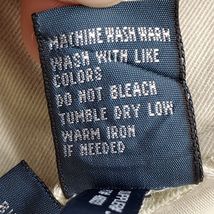 MACHINE WASH WARM
WASH WITH LIKE
COLORS
DO NOT BLEACH
TUMBLE DRY LOW
WARM IRON
IF NEEDED